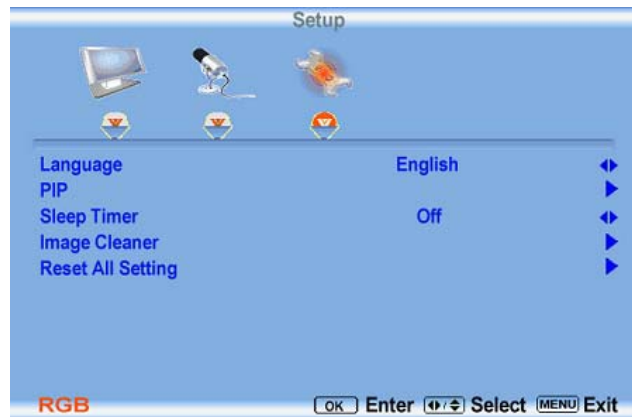 Setup
Language English
PIP
Sleep Timer Off
Image Cleaner
Reset All Setting
RGB OK Enter Select MENU Exit